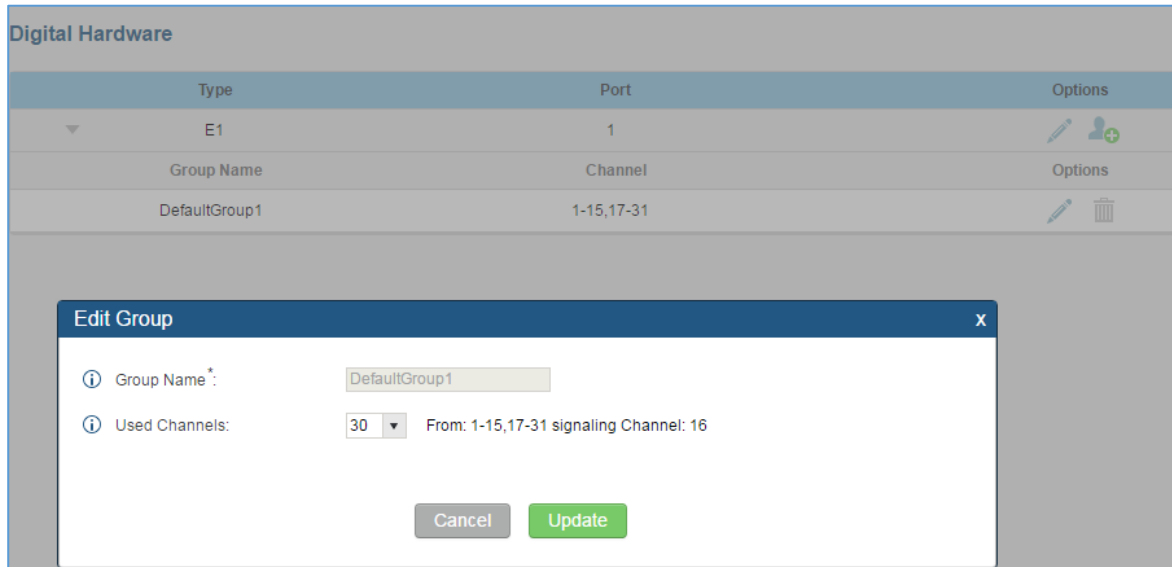 Digital Hardware
Type Port Options
E1 1
Group Name Channel Options
DefaultGroup1 1-15,17-31
Edit Group x
Group Name*: DefaultGroup1
Used Channels: 30 From: 1-15,17-31 signaling Channel: 16
Cancel Update